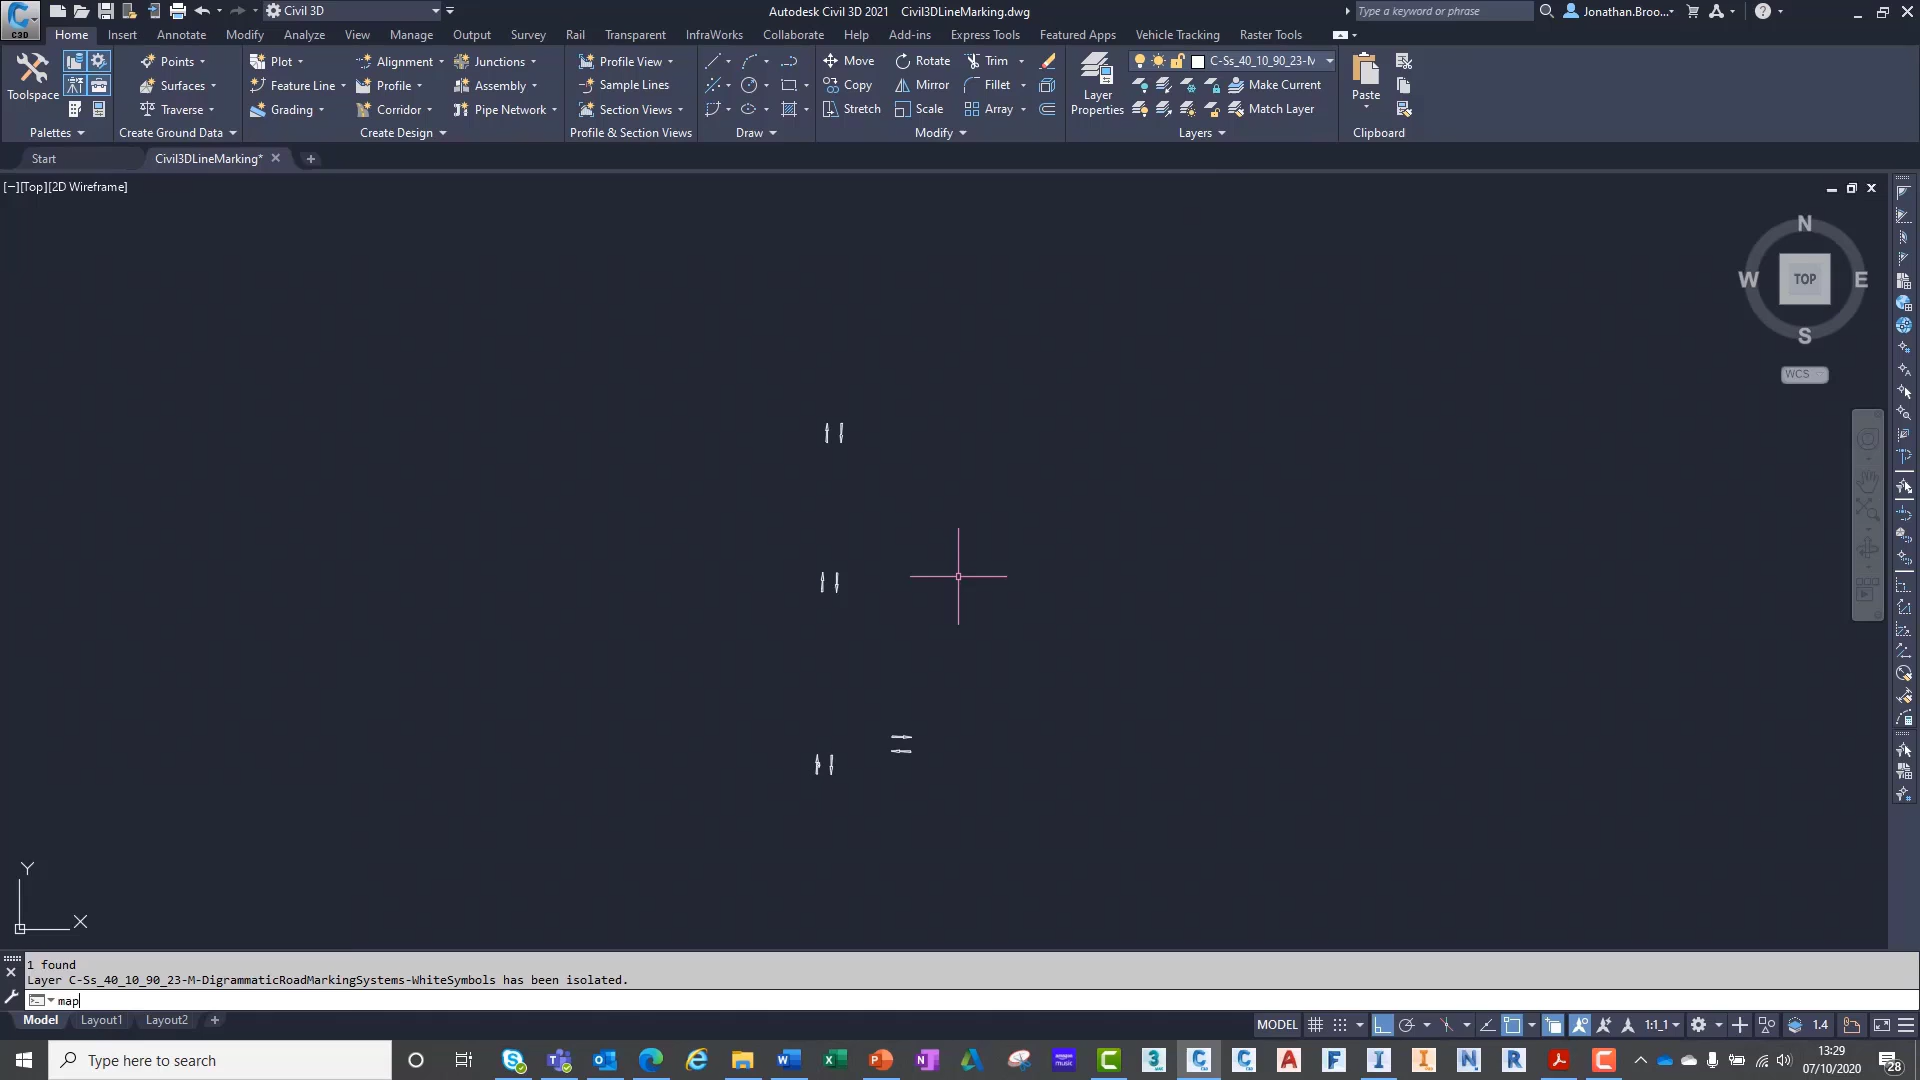 C3D
Civil 3D
Autodesk Civil 3D 2021 Civil3DLineMarking.dwg
Type a keyword or phrase
Jonathan.Broo...
Home Insert Annotate Modify Analyze View Manage Output Survey Rail Transparent InfraWorks Collaborate Help Add-ins Express Tools Featured Apps Vehicle Tracking Raster Tools
Toolspace
Palettes
Points
Surfaces
Traverse
Create Ground Data
Plot Alignment Junctions
Feature Line Profile Assembly
Grading Corridor Pipe Network
Create Design
Profile View
Sample Lines
Section Views
Profile & Section Views
Draw
Move Rotate Trim
Copy Mirror Fillet
Stretch Scale Array
Modify
Layer
Properties
C-Ss_40_10_90_23-M
Make Current
Match Layer
Layers
Paste
Clipboard
Start
Civil3DLineMarking*
[−][Top][2D Wireframe]
N
W TOP E
S
WCS
Y
X
1 found
Layer C-Ss_40_10_90_23-M-DigrammaticRoadMarkingSystems-WhiteSymbols has been isolated.
map
Model Layout1 Layout2
MODEL
1:1_1
1.4
Type here to search
13:29
07/10/2020
28